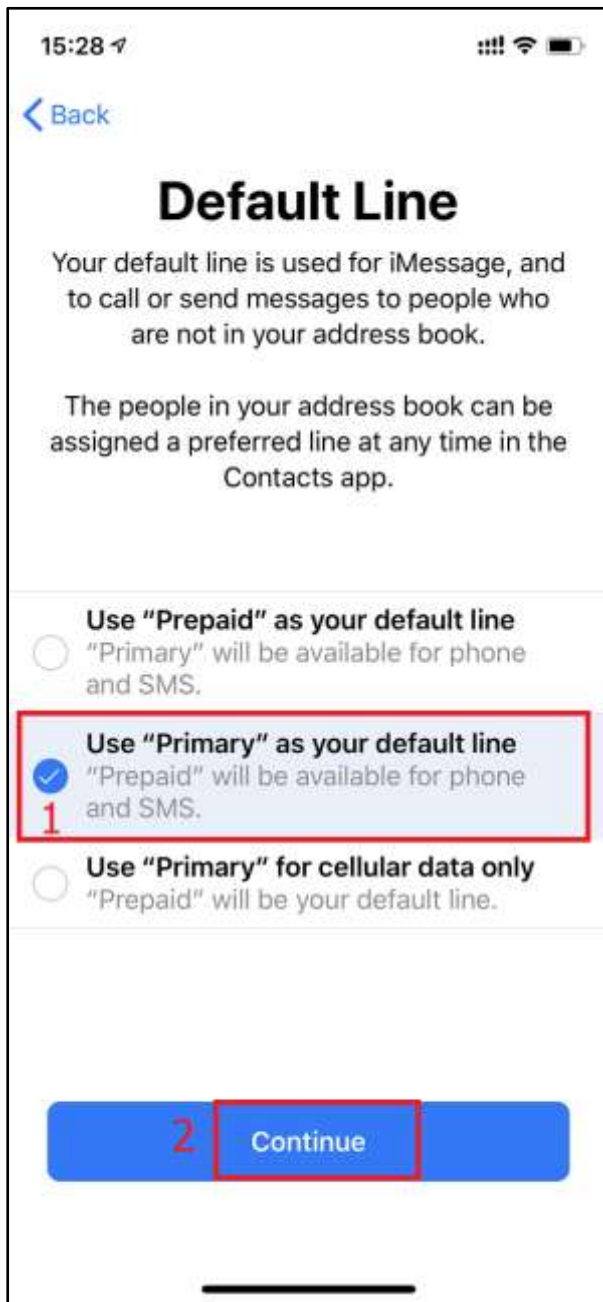 15:28
Back
Default Line
Your default line is used for iMessage, and
to call or send messages to people who
are not in your address book.
The people in your address book can be
assigned a preferred line at any time in the
Contacts app.
Use “Prepaid” as your default line
“Primary” will be available for phone
and SMS.
Use “Primary” as your default line
“Prepaid” will be available for phone
and SMS.
1
Use “Primary” for cellular data only
“Prepaid” will be your default line.
2 Continue